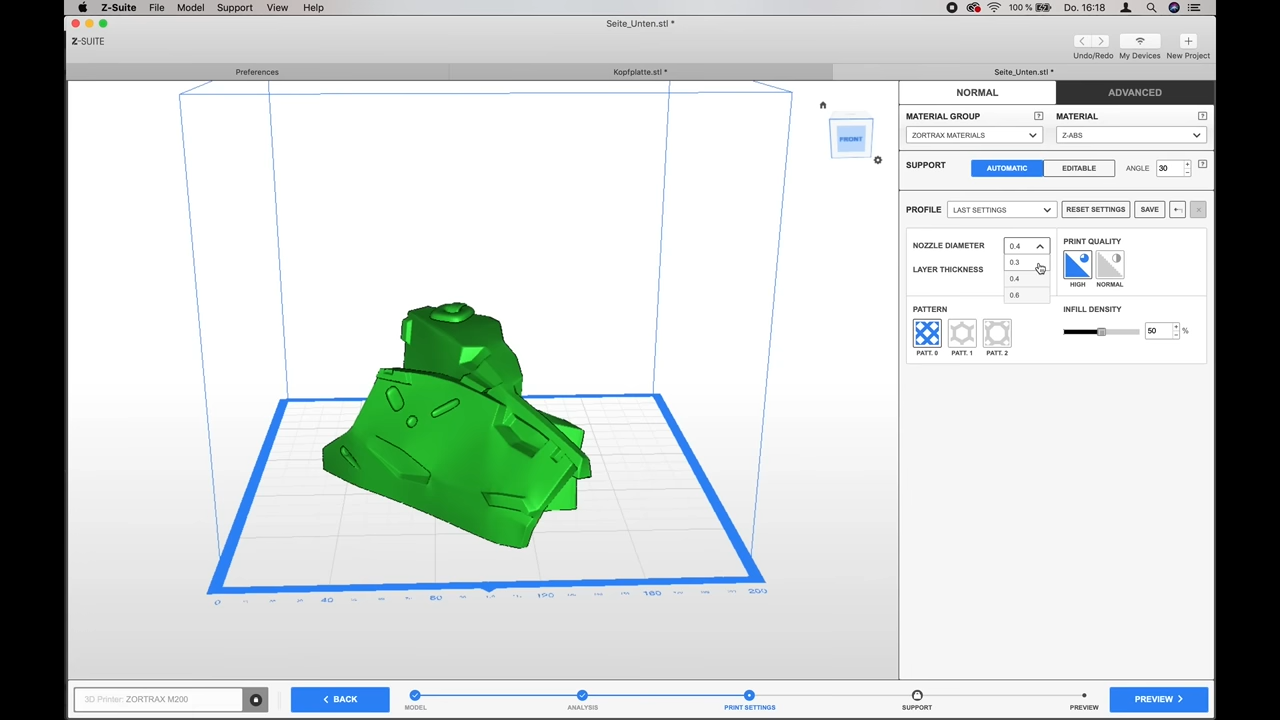 Z-Suite File Model Support View Help 100 % Do. 16:18
Seite_Unten.stl *
Z-SUITE
Undo/Redo My Devices New Project
Preferences Kopfplatte.stl * Seite_Unten.stl *
NORMAL ADVANCED
MATERIAL GROUP ? MATERIAL ?
ZORTRAX MATERIALS Z-ABS
SUPPORT AUTOMATIC EDITABLE ANGLE 30 ?
PROFILE LAST SETTINGS RESET SETTINGS SAVE
NOZZLE DIAMETER 0.4 PRINT QUALITY
0.3
LAYER THICKNESS
0.4
HIGH NORMAL
0.6
PATTERN INFILL DENSITY
50 %
PATT. 0 PATT. 1 PATT. 2
FRONT
0 40 80 160 200
3D Printer: ZORTRAX M200 BACK MODEL ANALYSIS PRINT SETTINGS SUPPORT PREVIEW PREVIEW